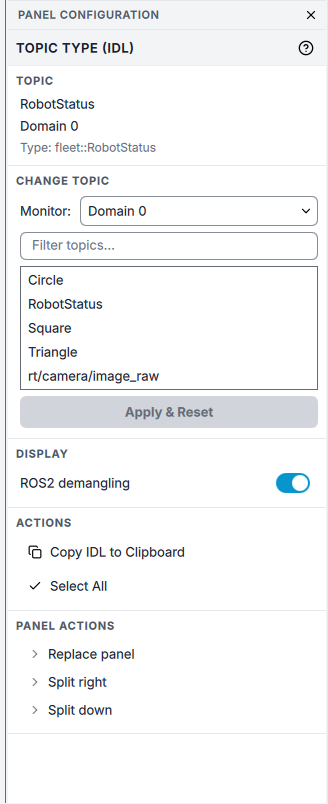 PANEL CONFIGURATION
TOPIC TYPE (IDL)
TOPIC
RobotStatus
Domain 0
Type: fleet::RobotStatus
CHANGE TOPIC
Monitor: Domain 0
Filter topics...
Circle
RobotStatus
Square
Triangle
rt/camera/image_raw
Apply & Reset
DISPLAY
ROS2 demangling
ACTIONS
Copy IDL to Clipboard
Select All
PANEL ACTIONS
Replace panel
Split right
Split down